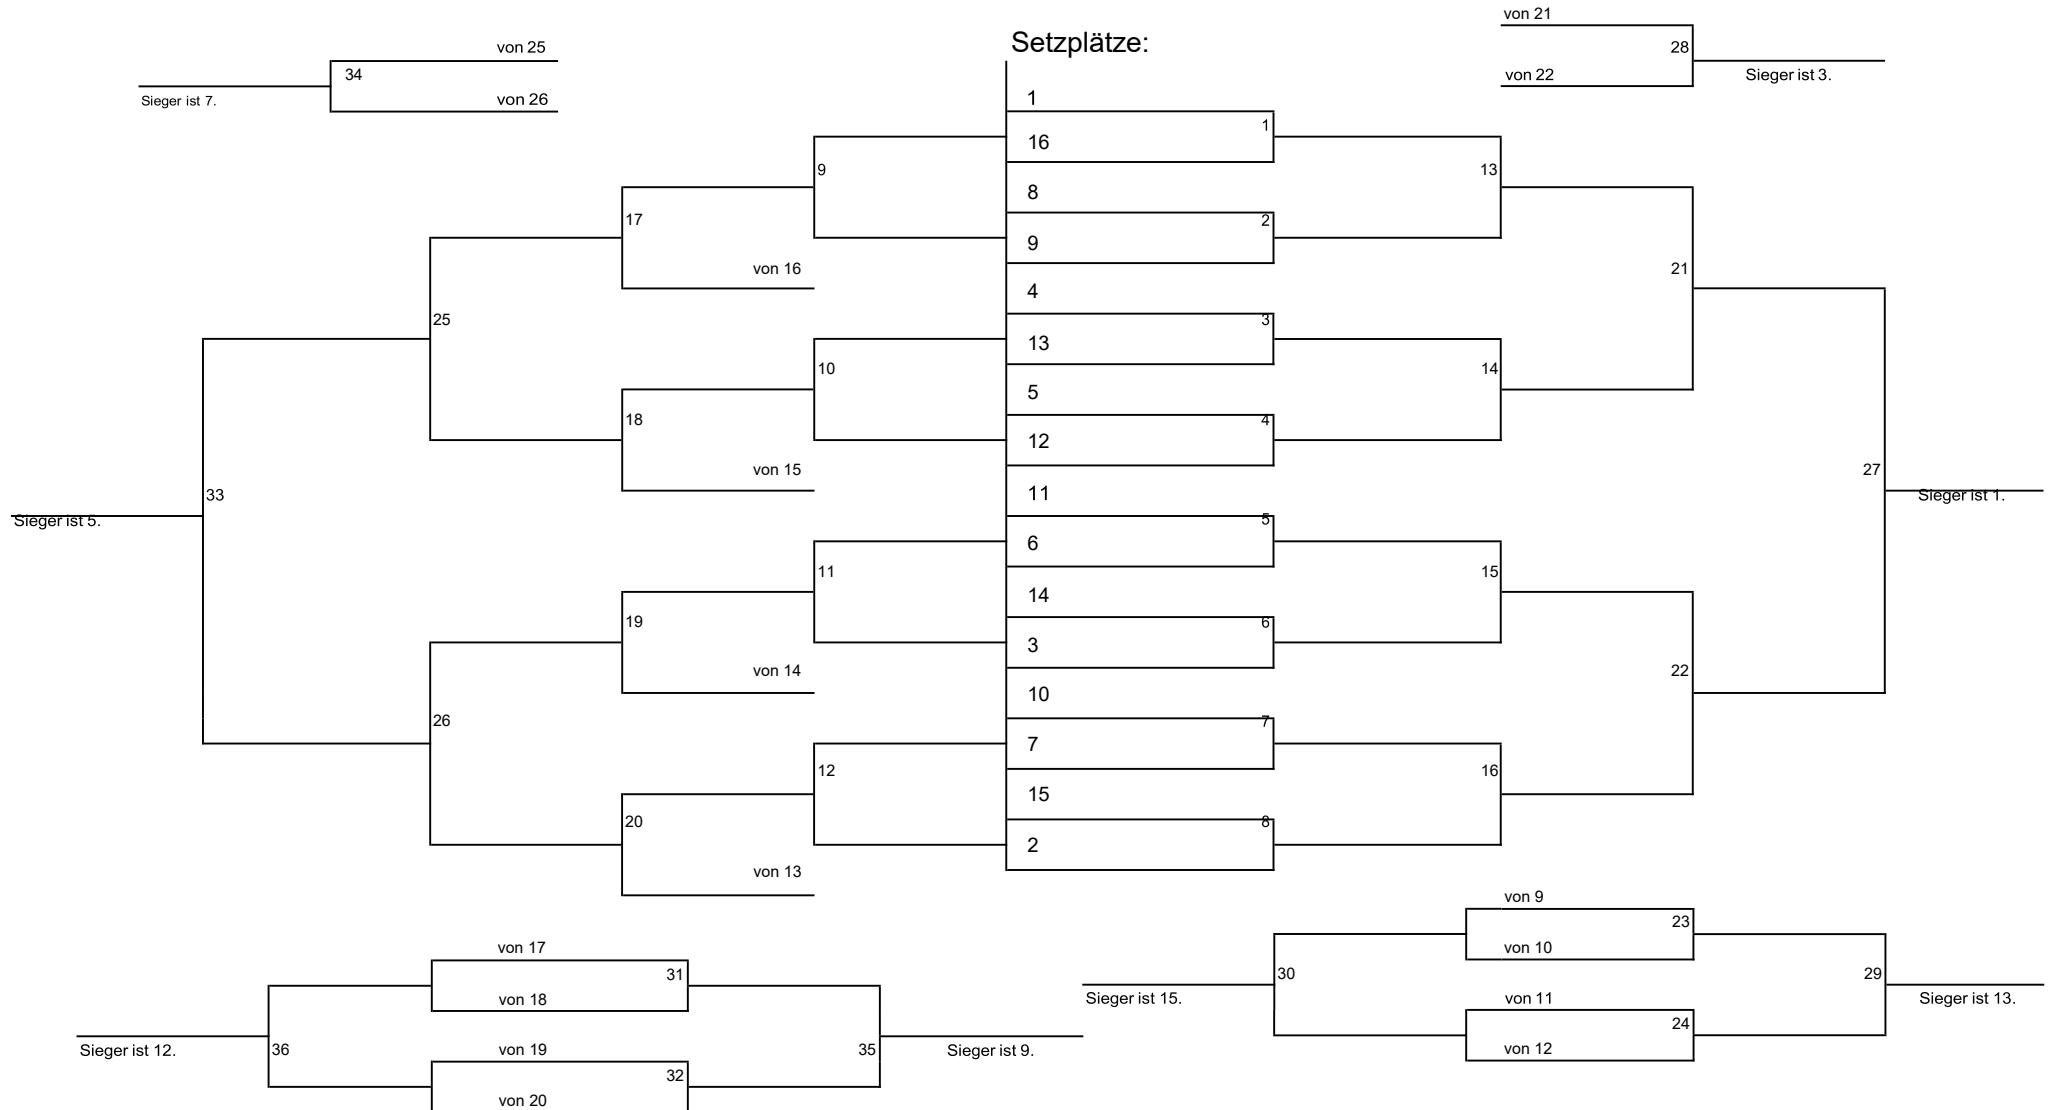 von 21
Setzplätze:
von 25
28
34
von 22
Sieger ist 3.
Sieger ist 7.
von 26
1
1
16
9
13
8
17
2
9
von 16
21
4
25
3
13
10
14
5
18
4
12
von 15
27
33
11
Sieger ist 1.
Sieger ist 5.
5
6
11
15
14
19
6
3
von 14
22
10
26
7
7
12
16
15
20
8
2
von 13
von 9
23
von 17
von 10
31
30
29
von 18
Sieger ist 15.
von 11
Sieger ist 13.
24
Sieger ist 12.
36
von 19
35
Sieger ist 9.
von 12
32
von 20